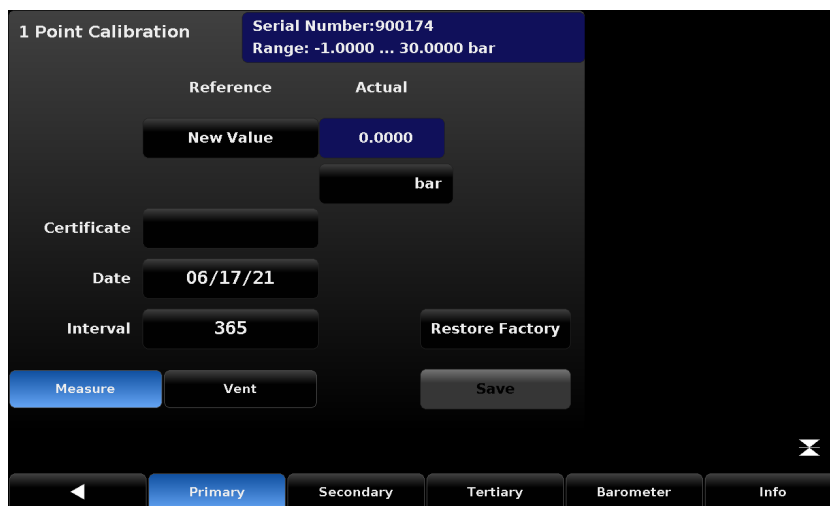 1 Point Calibration
Serial Number:900174
Range: -1.0000 ... 30.0000 bar
Reference Actual
New Value 0.0000
bar
Certificate
Date 06/17/21
Interval 365 Restore Factory
Measure Vent Save
Primary Secondary Tertiary Barometer Info